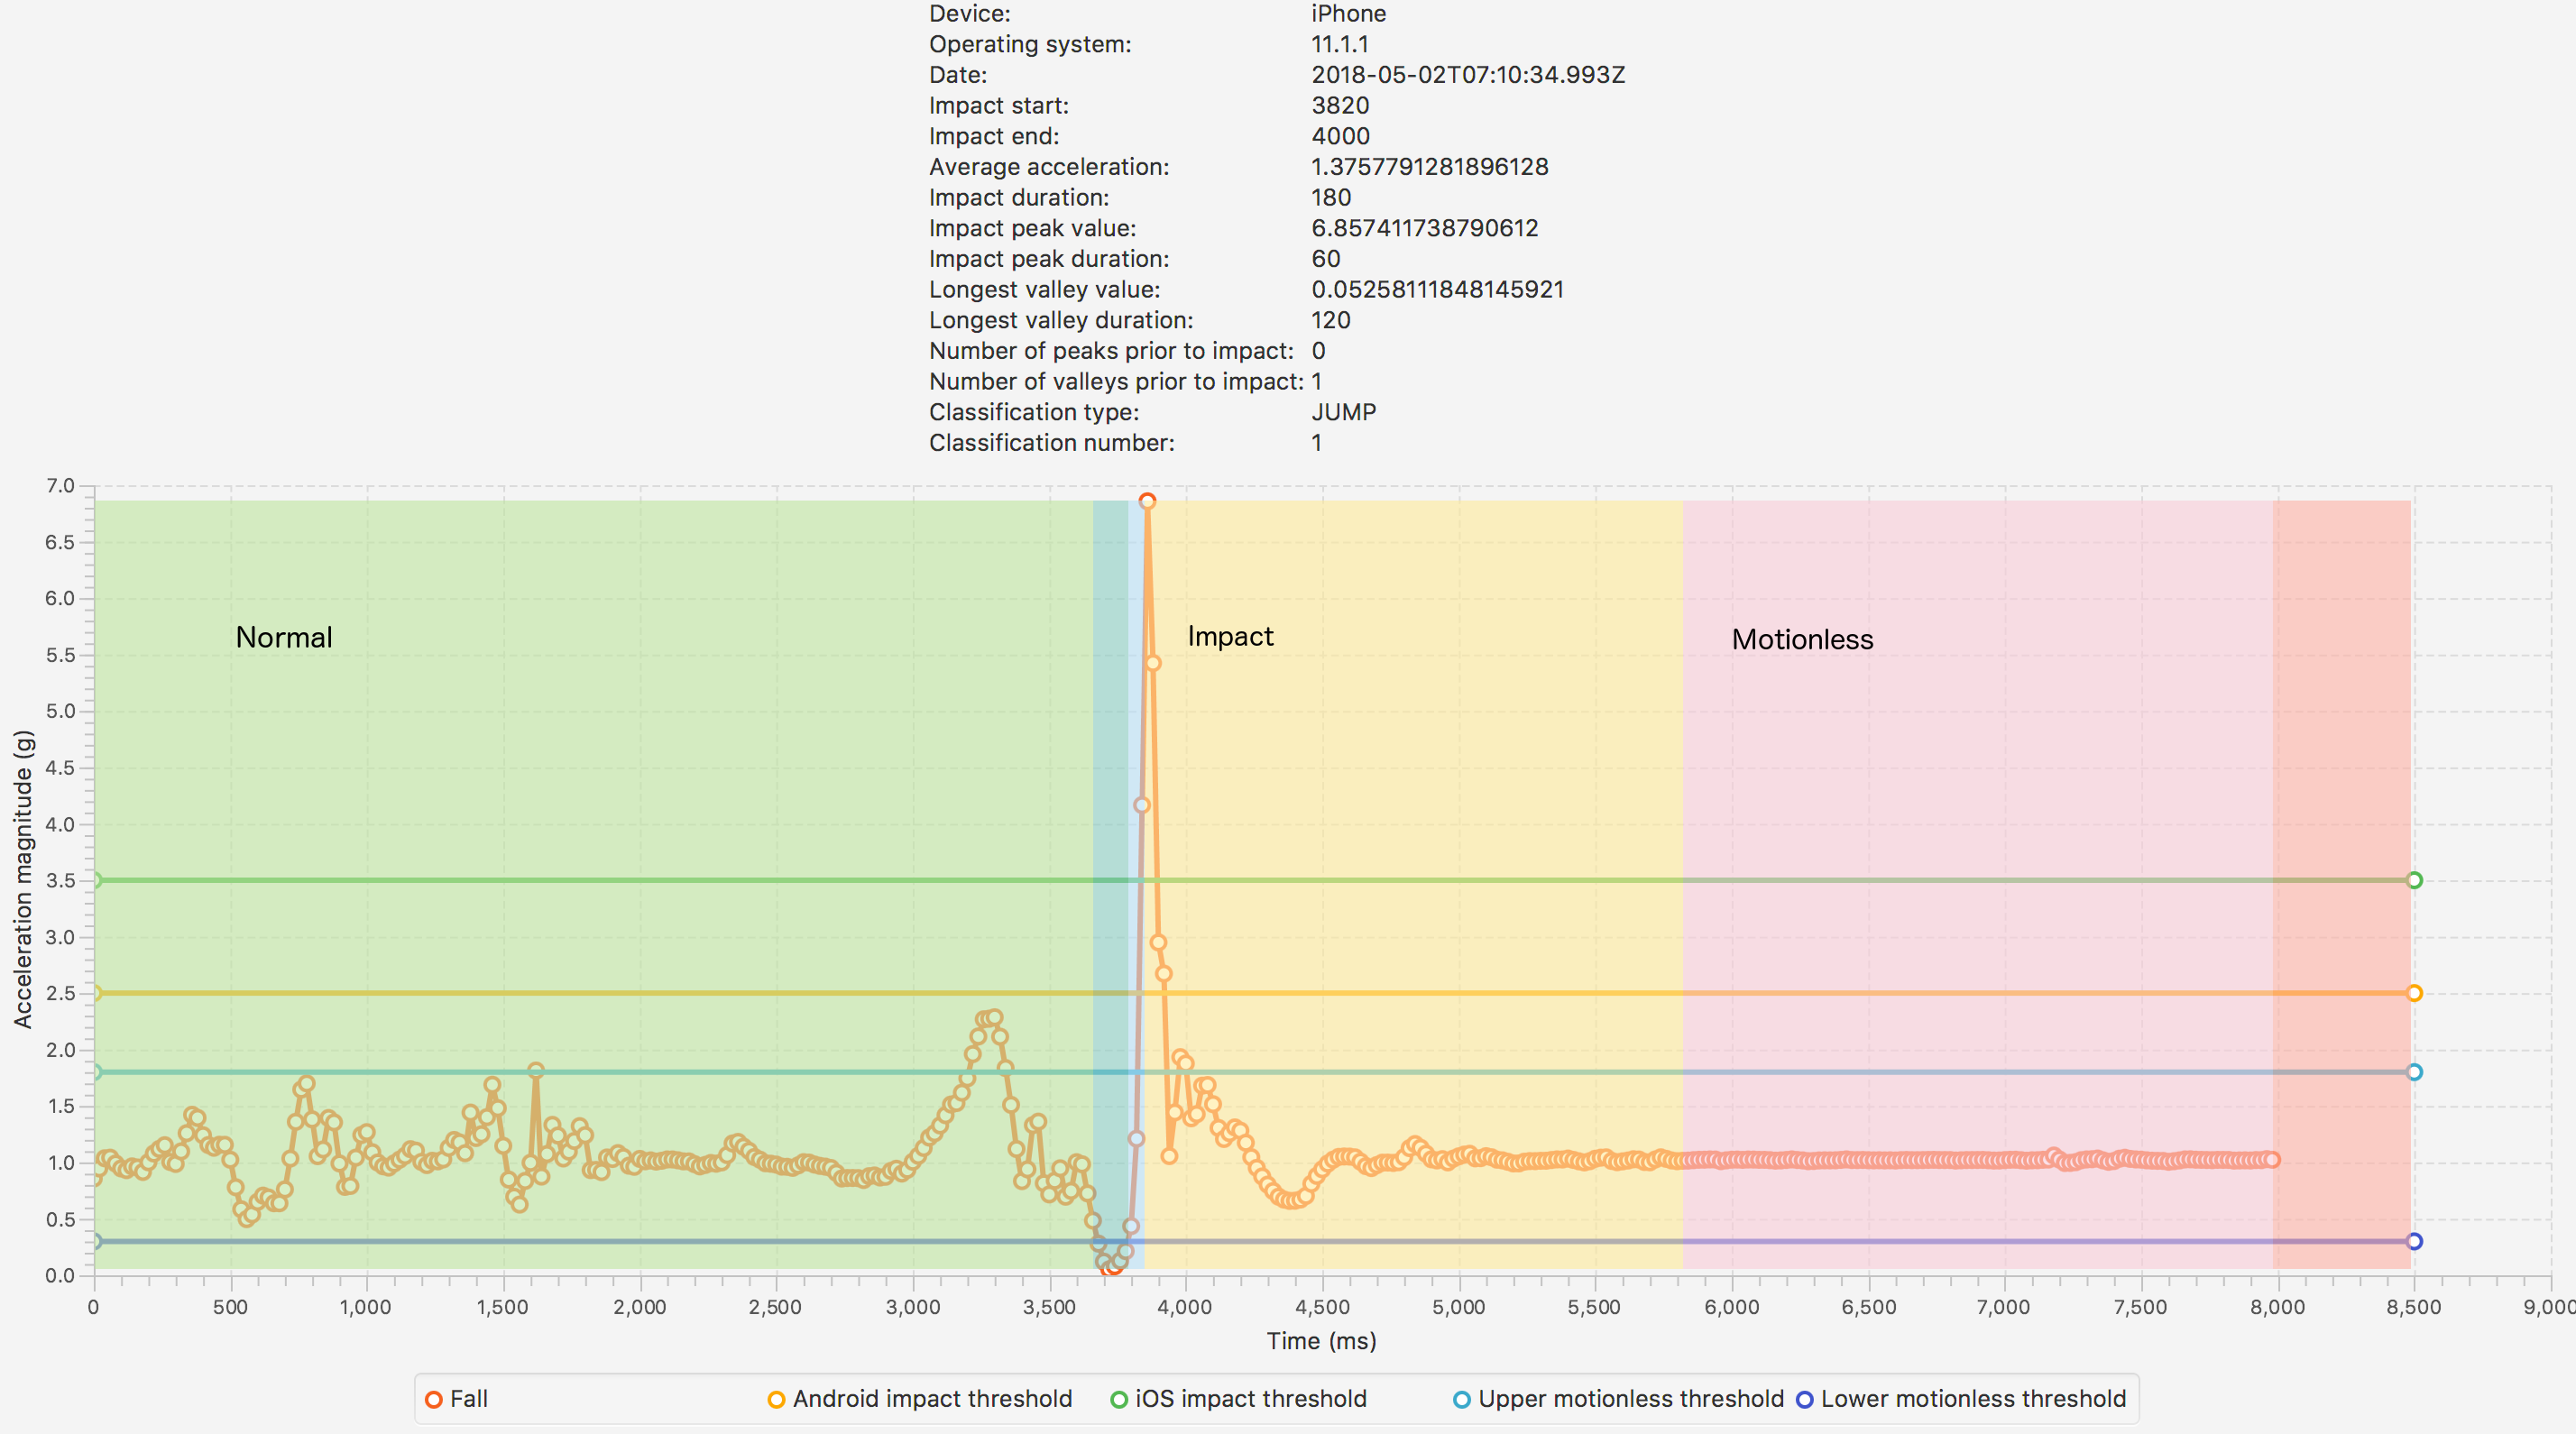 Device: iPhone
Operating system: 11.1.1
Date: 2018-05-02T07:10:34.993Z
Impact start: 3820
Impact end: 4000
Average acceleration: 1.3757791281896128
Impact duration: 180
Impact peak value: 6.857411738790612
Impact peak duration: 60
Longest valley value: 0.05258111848145921
Longest valley duration: 120
Number of peaks prior to impact: 0
Number of valleys prior to impact: 1
Classification type: JUMP
Classification number: 1
7.0
6.5
6.0
5.5
5.0
4.5
4.0
3.5
3.0
2.5
2.0
1.5
1.0
0.5
0.0
Acceleration magnitude (g)
Normal
Impact
Motionless
0 500 1,000 1,500 2,000 2,500 3,000 3,500 4,000 4,500 5,000 5,500 6,000 6,500 7,000 7,500 8,000 8,500 9,000
Time (ms)
Fall Android impact threshold iOS impact threshold Upper motionless threshold Lower motionless threshold